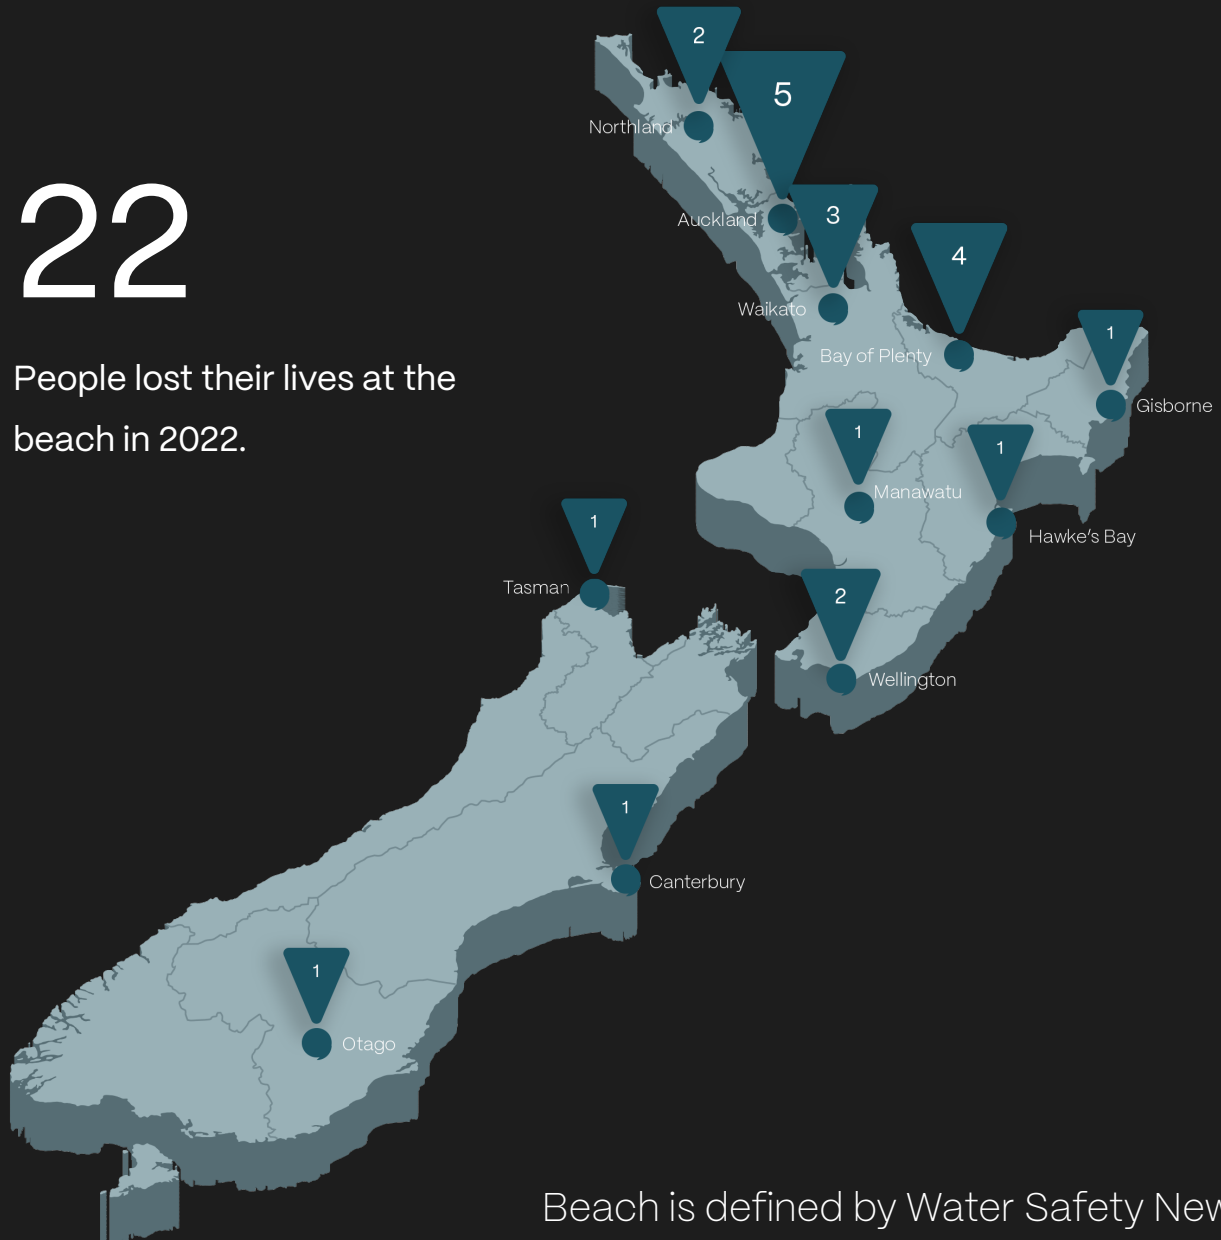 2
5
Northland
22
Auckland
3
4
Waikato
Bay of Plenty
1
People lost their lives at the
beach in 2022.
Gisborne
1
Manawatu
1
Hawke’s Bay
1
Tasman
2
Wellington
1
Canterbury
1
Otago
Beach is defined by Water Safety New